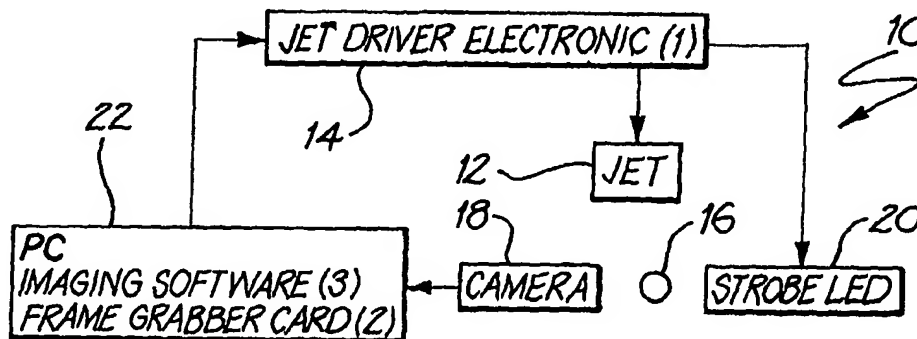 JET DRIVER ELECTRONIC (1)
10
22
14
12
JET
18
16
20
PC
IMAGING SOFTWARE (3)
FRAME GRABBER CARD (2)
CAMERA
STROBE LED